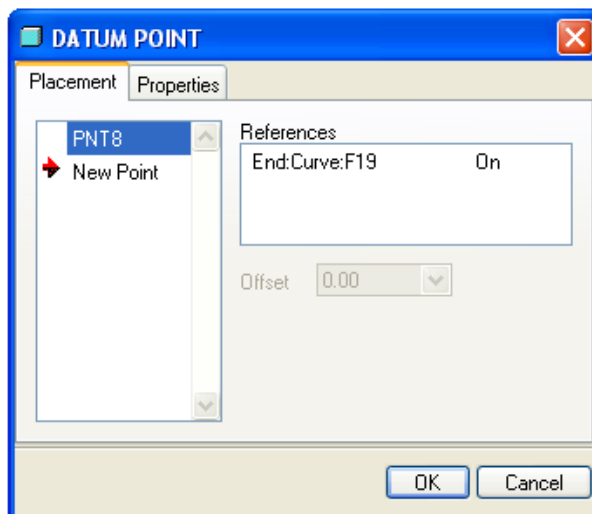 DATUM POINT
Placement Properties
PNT8
New Point
References
End:Curve:F19 On
Offset 0.00
OK Cancel